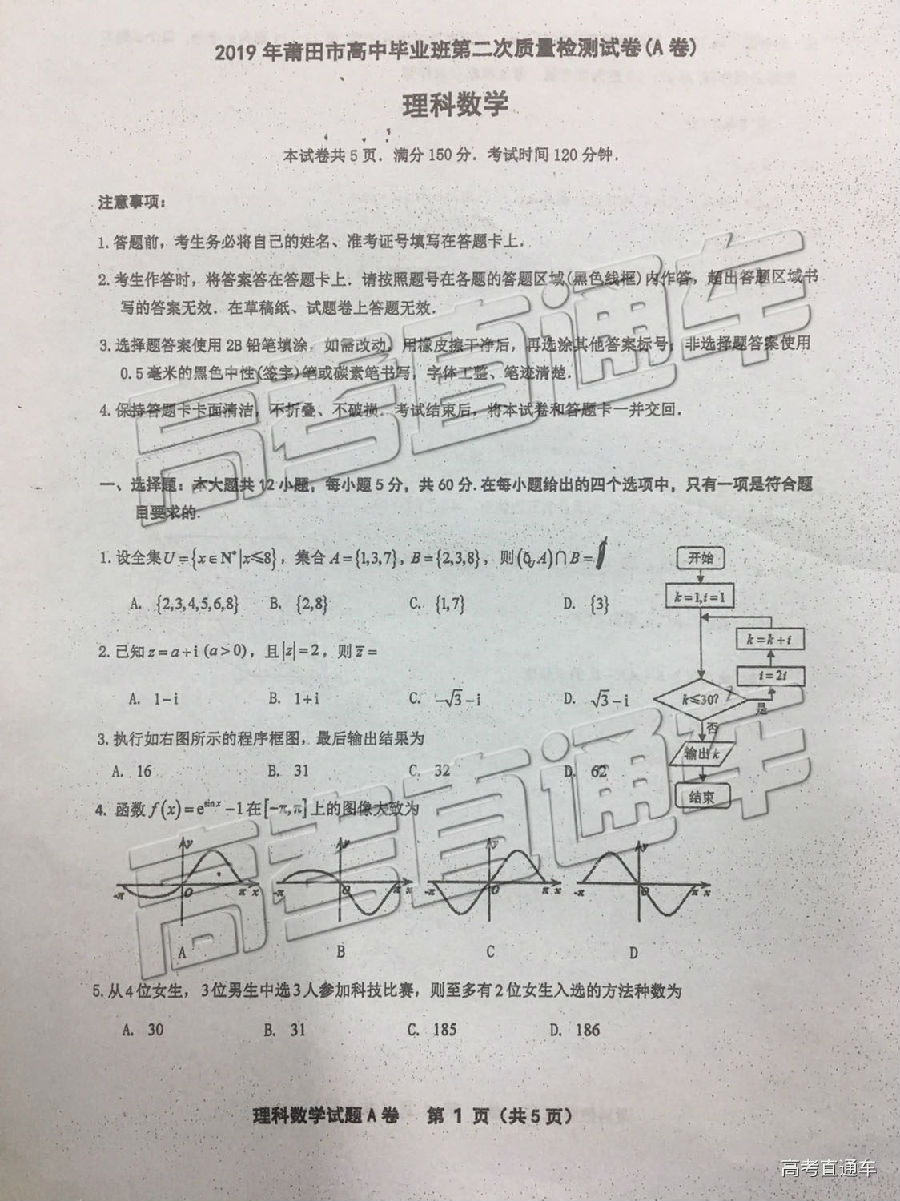 2019年莆田市高中毕业班第二次质量检测试卷(A卷)
理科数学
本试卷共5页．满分150分．考试时间120分钟．
注意事项：
1.答题前，考生务必将自己的姓名、准考证号填写在答题卡上．
2.考生作答时，将答案答在答题卡上．请按照题号在各题的答题区域(黑色线框)内作答，超出答题区域书
写的答案无效．在草稿纸、试题卷上答题无效．
3.选择题答案使用2B铅笔填涂，如需改动，用橡皮擦干净后，再选涂其他答案标号；非选择题答案使用
0.5毫米的黑色中性(签字)笔或碳素笔书写，字体工整、笔迹清楚．
4.保持答题卡卡面清洁，不折叠、不破损．考试结束后，将本试卷和答题卡一并交回．
一、选择题：本大题共12小题，每小题5分，共60分.在每小题给出的四个选项中，只有一项是符合题
目要求的．
1.设全集U={x∈N*|x≤8}，集合A={1,3,7}，B={2,3,8}，则(∁UA)∩B=
A. {2,3,4,5,6,8} B. {2,8} C. {1,7} D. {3}
2.已知z=a+i(a>0)，且|z|=2，则z̄=
A. 1-i B. 1+i C. -√3-i D. √3-i
3.执行如右图所示的程序框图，最后输出结果为
A. 16 B. 31 C. 32 D. 62
开始
k=1,i=1
k=k+i
i=2i
k≤30?
是
否
输出k
结束
4.函数f(x)=e^{sinx}-1在[-π,π]上的图像大致为
y -π O π x
y -π O π x
y -π O π x
y -π O π x
A B C D
5.从4位女生，3位男生中选3人参加科技比赛，则至多有2位女生入选的方法种数为
A. 30 B. 31 C. 185 D. 186
理科数学试题A卷 第1页（共5页）
高考直通车
高考直通车
高考直通车